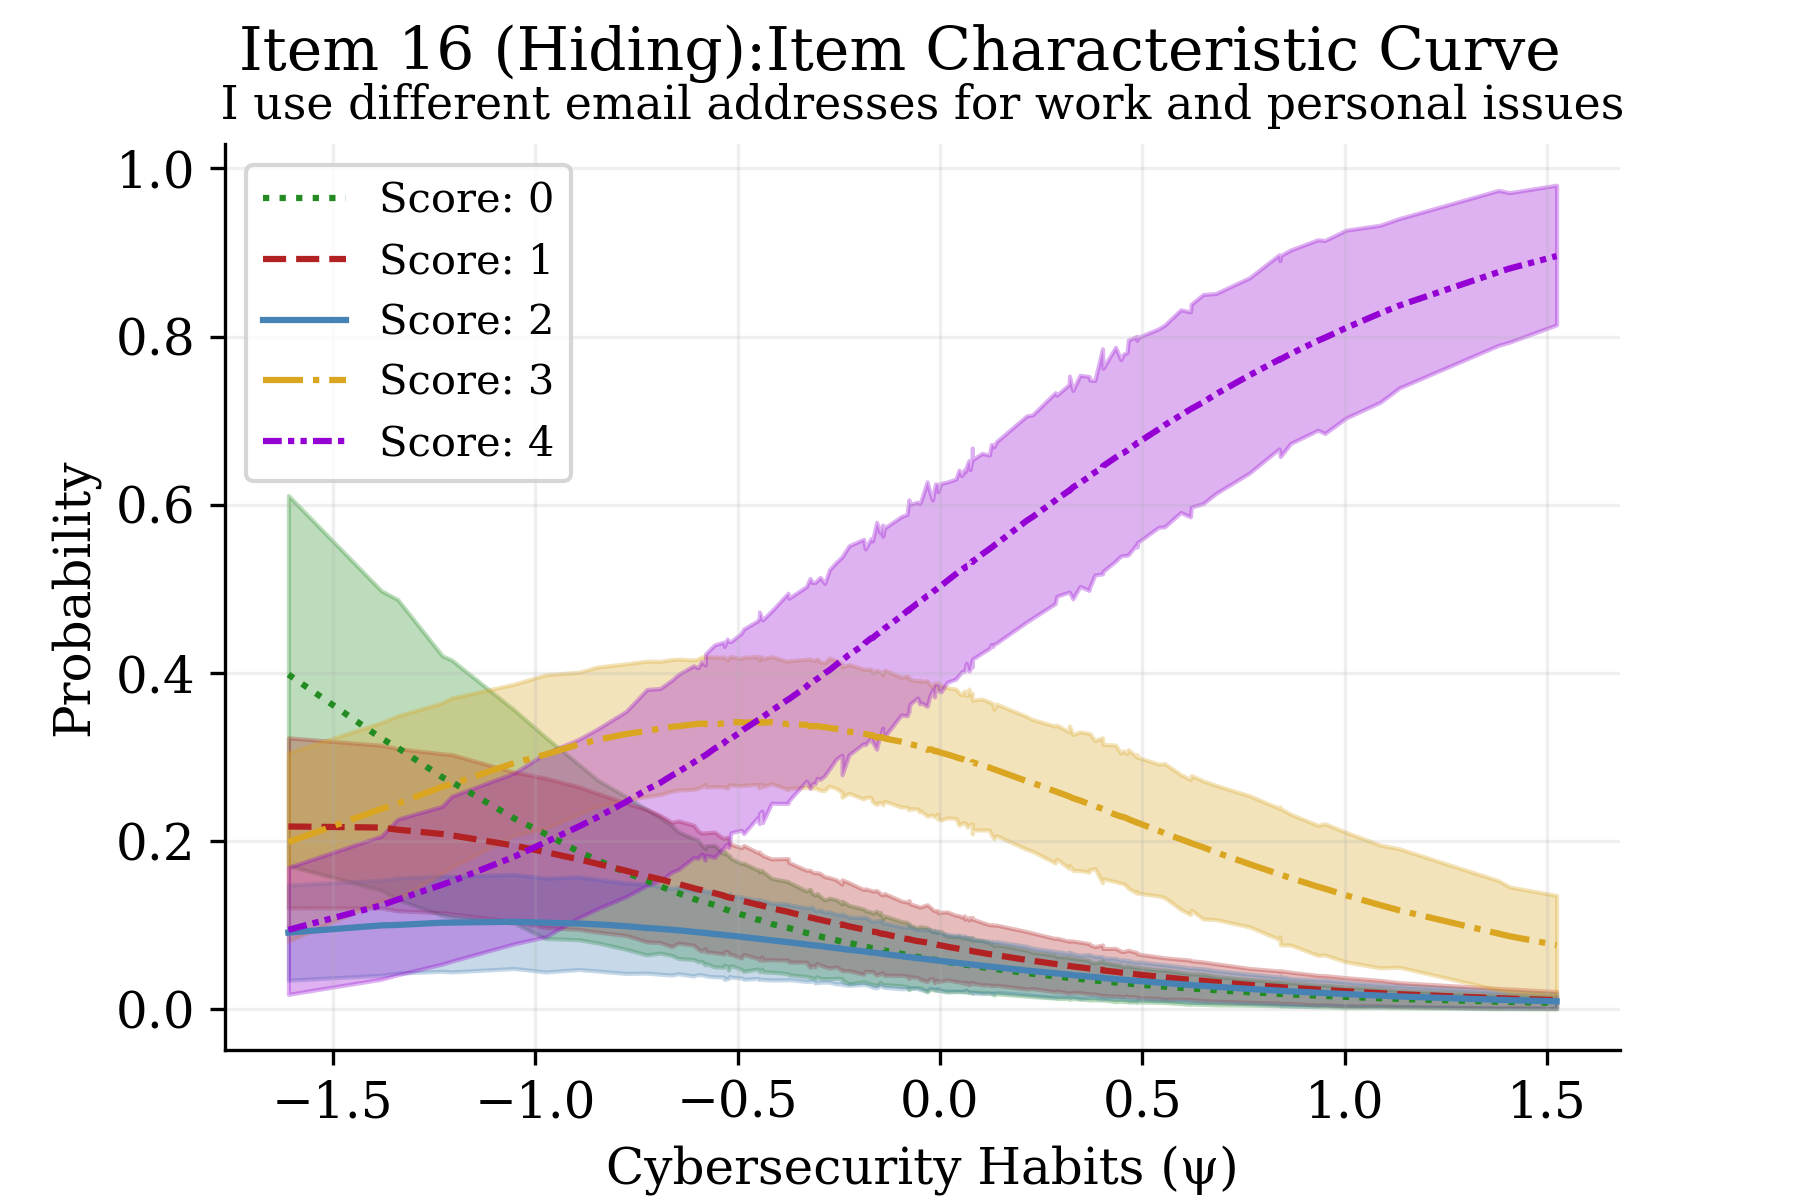 Item 16 (Hiding):Item Characteristic Curve
I use different email addresses for work and personal issues
Score: 0
Score: 1
Score: 2
Score: 3
Score: 4
Probability
1.0
0.8
0.6
0.4
0.2
0.0
−1.5
−1.0
−0.5
0.0
0.5
1.0
1.5
Cybersecurity Habits (ψ)